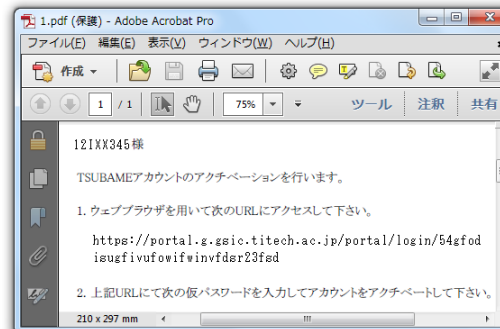 1.pdf (保護) - Adobe Acrobat Pro
ファイル(F) 編集(E) 表示(V) ウィンドウ(W) ヘルプ(H)
作成
1 / 1 75% ツール 注釈 共有
12IXX345様
TSUBAMEアカウントのアクチベーションを行います。
1. ウェブブラウザを用いて次のURLにアクセスして下さい。
https://portal.g.gsic.titech.ac.jp/portal/login/54gfod
isugfivufowifwinvfdsr23fsd
2. 上記URLにて次の仮パスワードを入力してアカウントをアクチベートして下さい。
210 x 297 mm